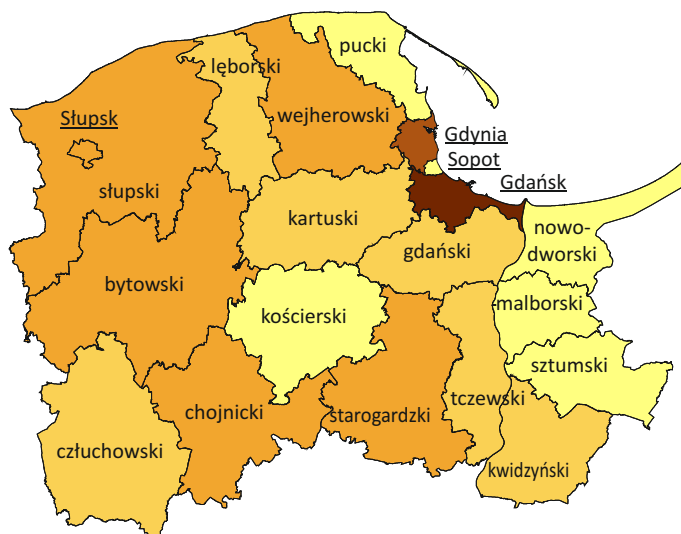 pucki
lęborski
wejherowski
Słupsk
Gdynia
Sopot
Gdańsk
słupski
kartuski
gdański
nowo-
dworski
bytowski
malborski
kościerski
sztumski
chojnicki
starogardzki
tczewski
człuchowski
kwidzyński